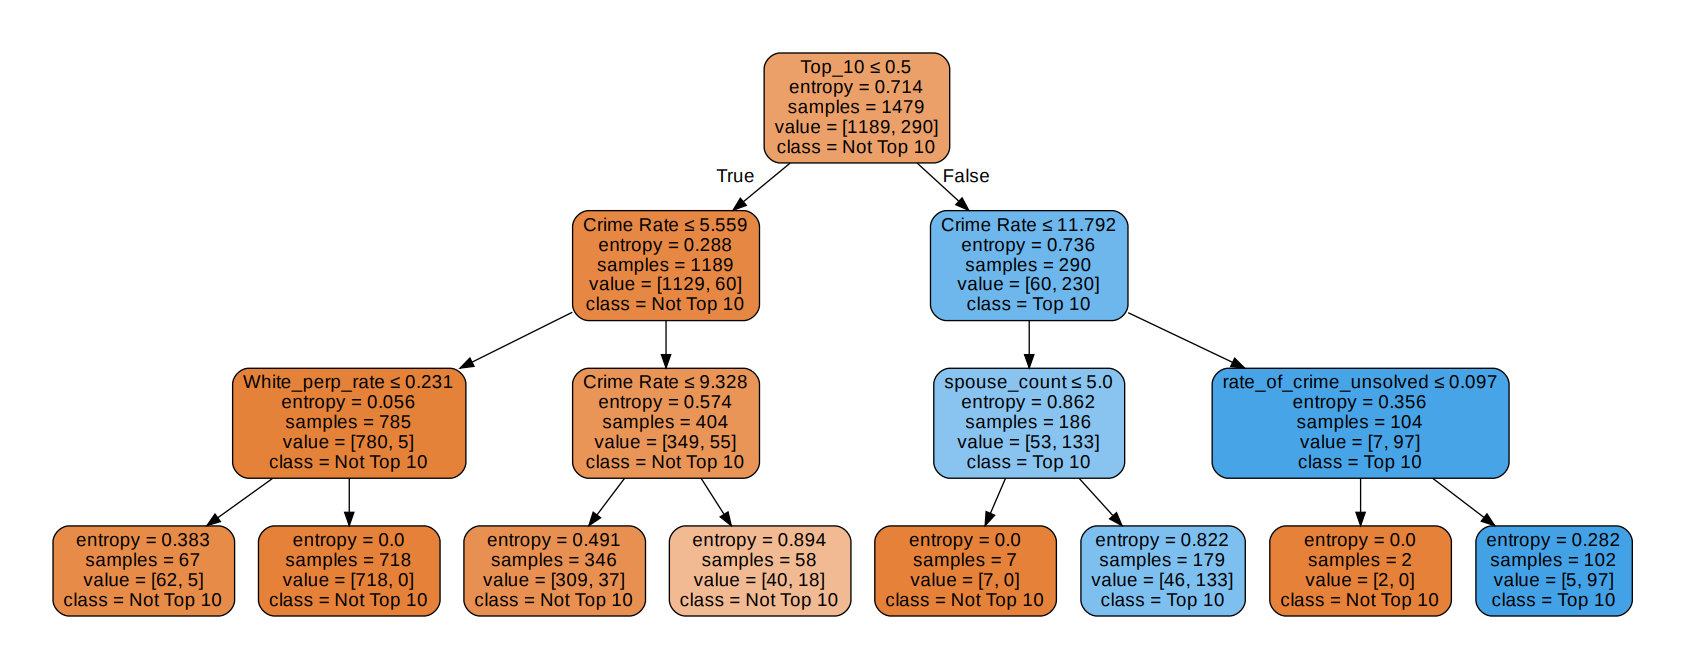 Top_10 ≤ 0.5
entropy = 0.714
samples = 1479
value = [1189, 290]
class = Not Top 10
True
False
Crime Rate ≤ 5.559
entropy = 0.288
samples = 1189
value = [1129, 60]
class = Not Top 10
Crime Rate ≤ 11.792
entropy = 0.736
samples = 290
value = [60, 230]
class = Top 10
White_perp_rate ≤ 0.231
entropy = 0.056
samples = 785
value = [780, 5]
class = Not Top 10
Crime Rate ≤ 9.328
entropy = 0.574
samples = 404
value = [349, 55]
class = Not Top 10
spouse_count ≤ 5.0
entropy = 0.862
samples = 186
value = [53, 133]
class = Top 10
rate_of_crime_unsolved ≤ 0.097
entropy = 0.356
samples = 104
value = [7, 97]
class = Top 10
entropy = 0.383
samples = 67
value = [62, 5]
class = Not Top 10
entropy = 0.0
samples = 718
value = [718, 0]
class = Not Top 10
entropy = 0.491
samples = 346
value = [309, 37]
class = Not Top 10
entropy = 0.894
samples = 58
value = [40, 18]
class = Not Top 10
entropy = 0.0
samples = 7
value = [7, 0]
class = Not Top 10
entropy = 0.822
samples = 179
value = [46, 133]
class = Top 10
entropy = 0.0
samples = 2
value = [2, 0]
class = Not Top 10
entropy = 0.282
samples = 102
value = [5, 97]
class = Top 10